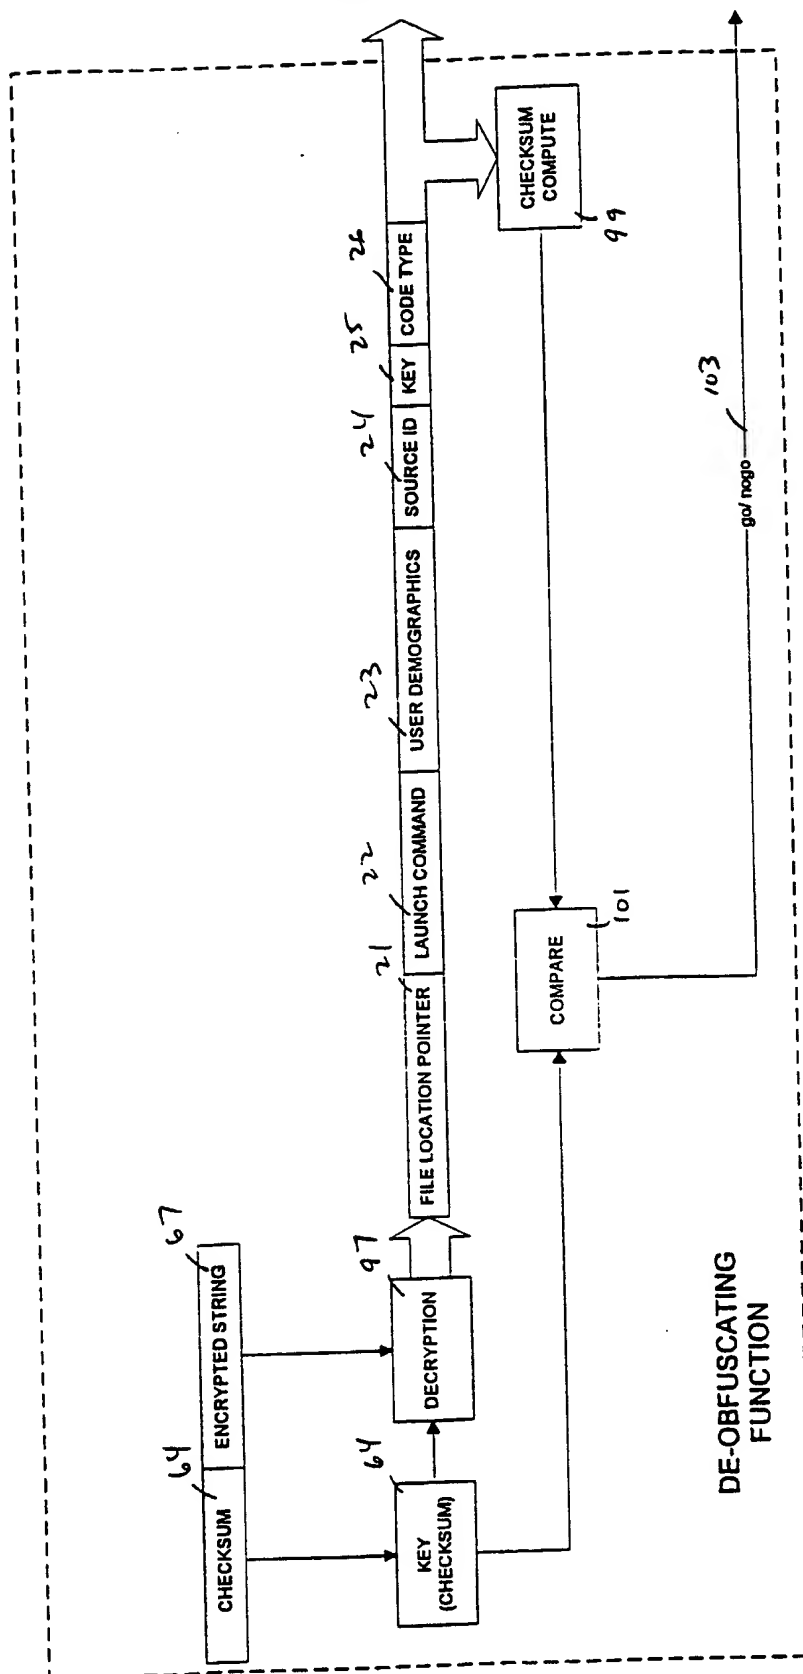 64
67
CHECKSUM
ENCRYPTED STRING
64
97
KEY
(CHECKSUM)
DECRYPTION
21
22
23
24
25
26
FILE LOCATION POINTER
LAUNCH COMMAND
USER DEMOGRAPHICS
SOURCE ID
KEY
CODE TYPE
COMPARE
101
CHECKSUM
COMPUTE
99
go/ nogo
103
DE-OBFUSCATING
FUNCTION